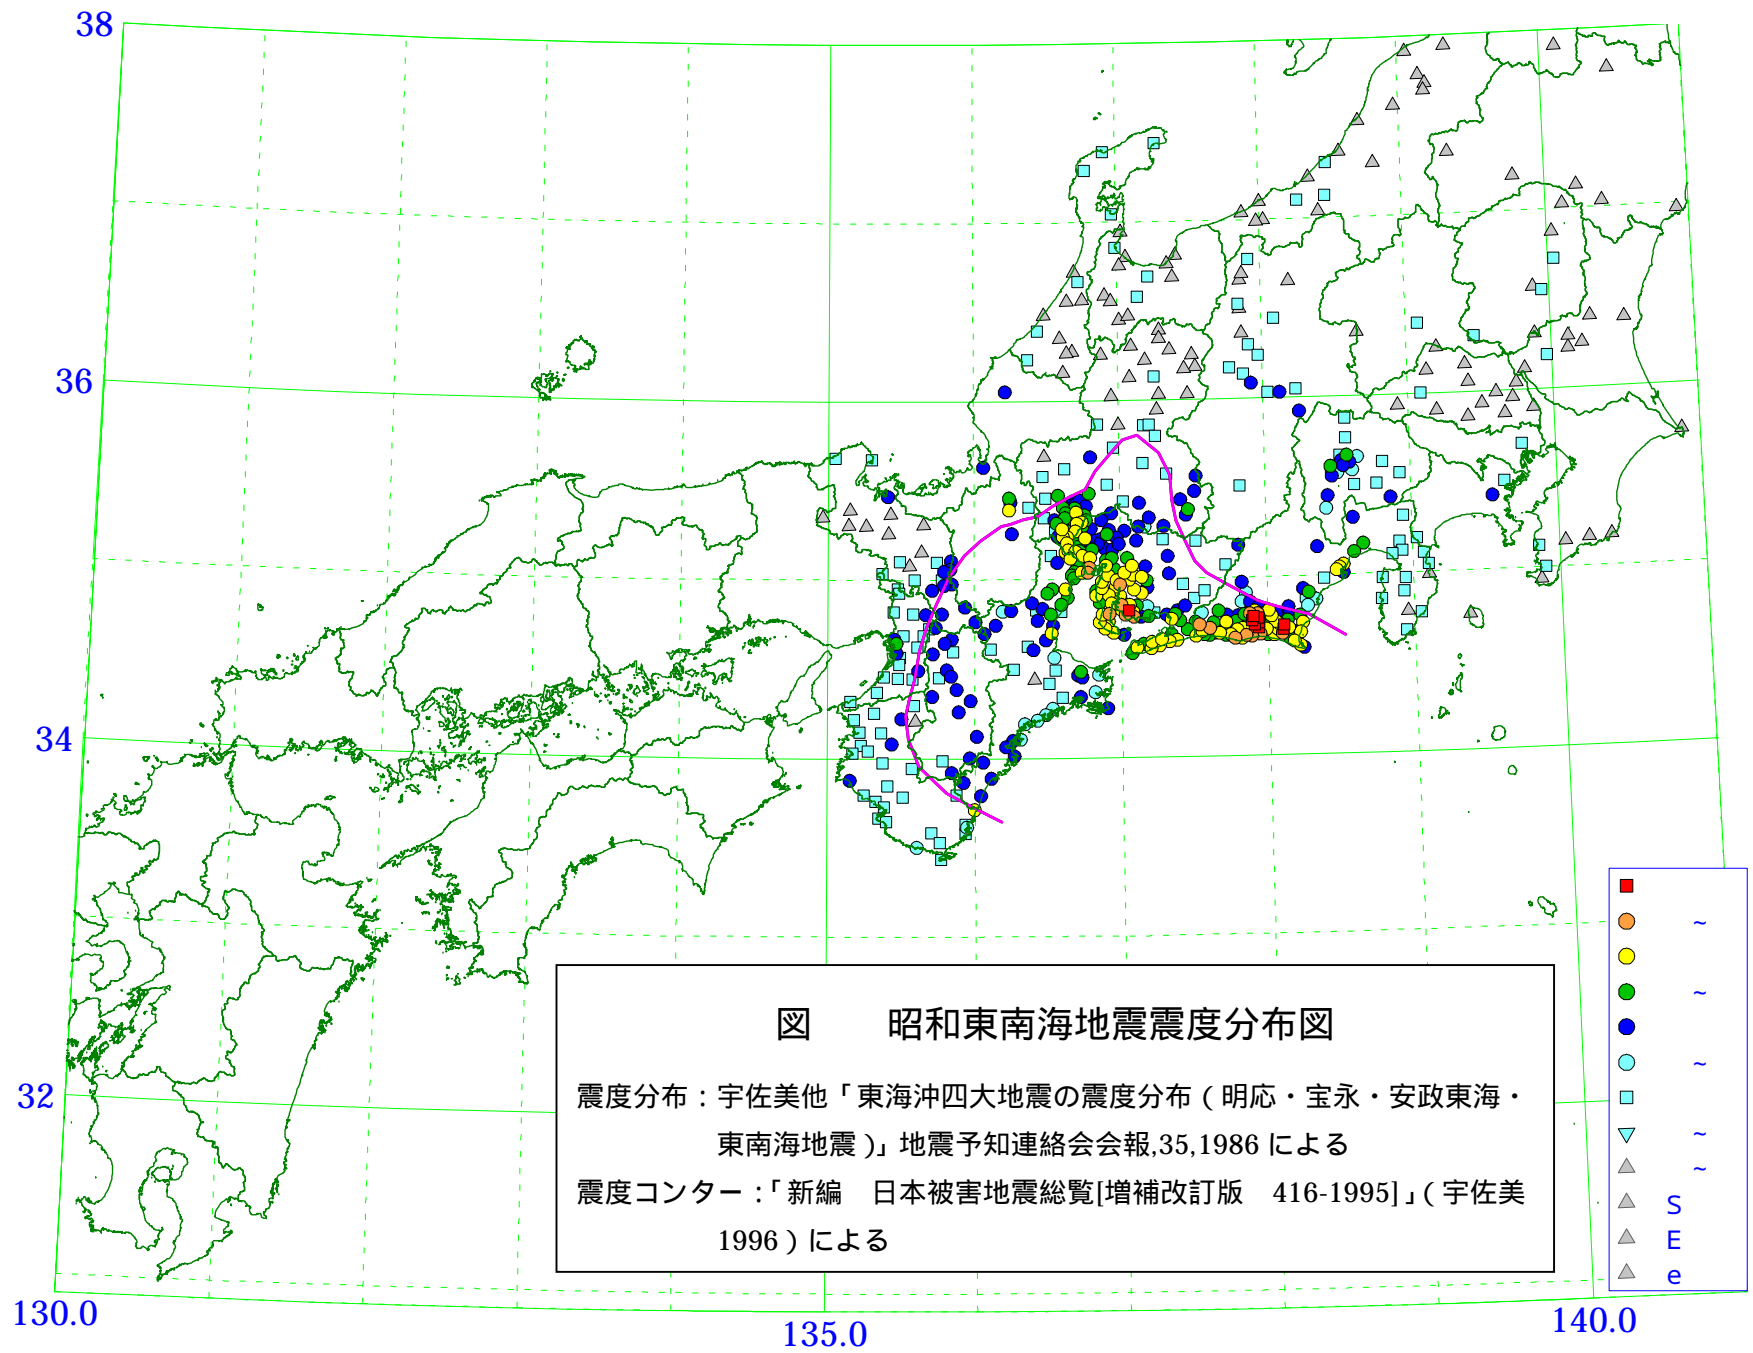 38
36
34
32
130.0
135.0
140.0
図　　昭和東南海地震震度分布図
震度分布：宇佐美他「東海沖四大地震の震度分布（明応・宝永・安政東海・
東南海地震）」地震予知連絡会会報,35,1986 による
震度コンター：「新編　日本被害地震総覧[増補改訂版　416-1995]」（宇佐美
1996）による
~
~
~
~
~
S
E
e